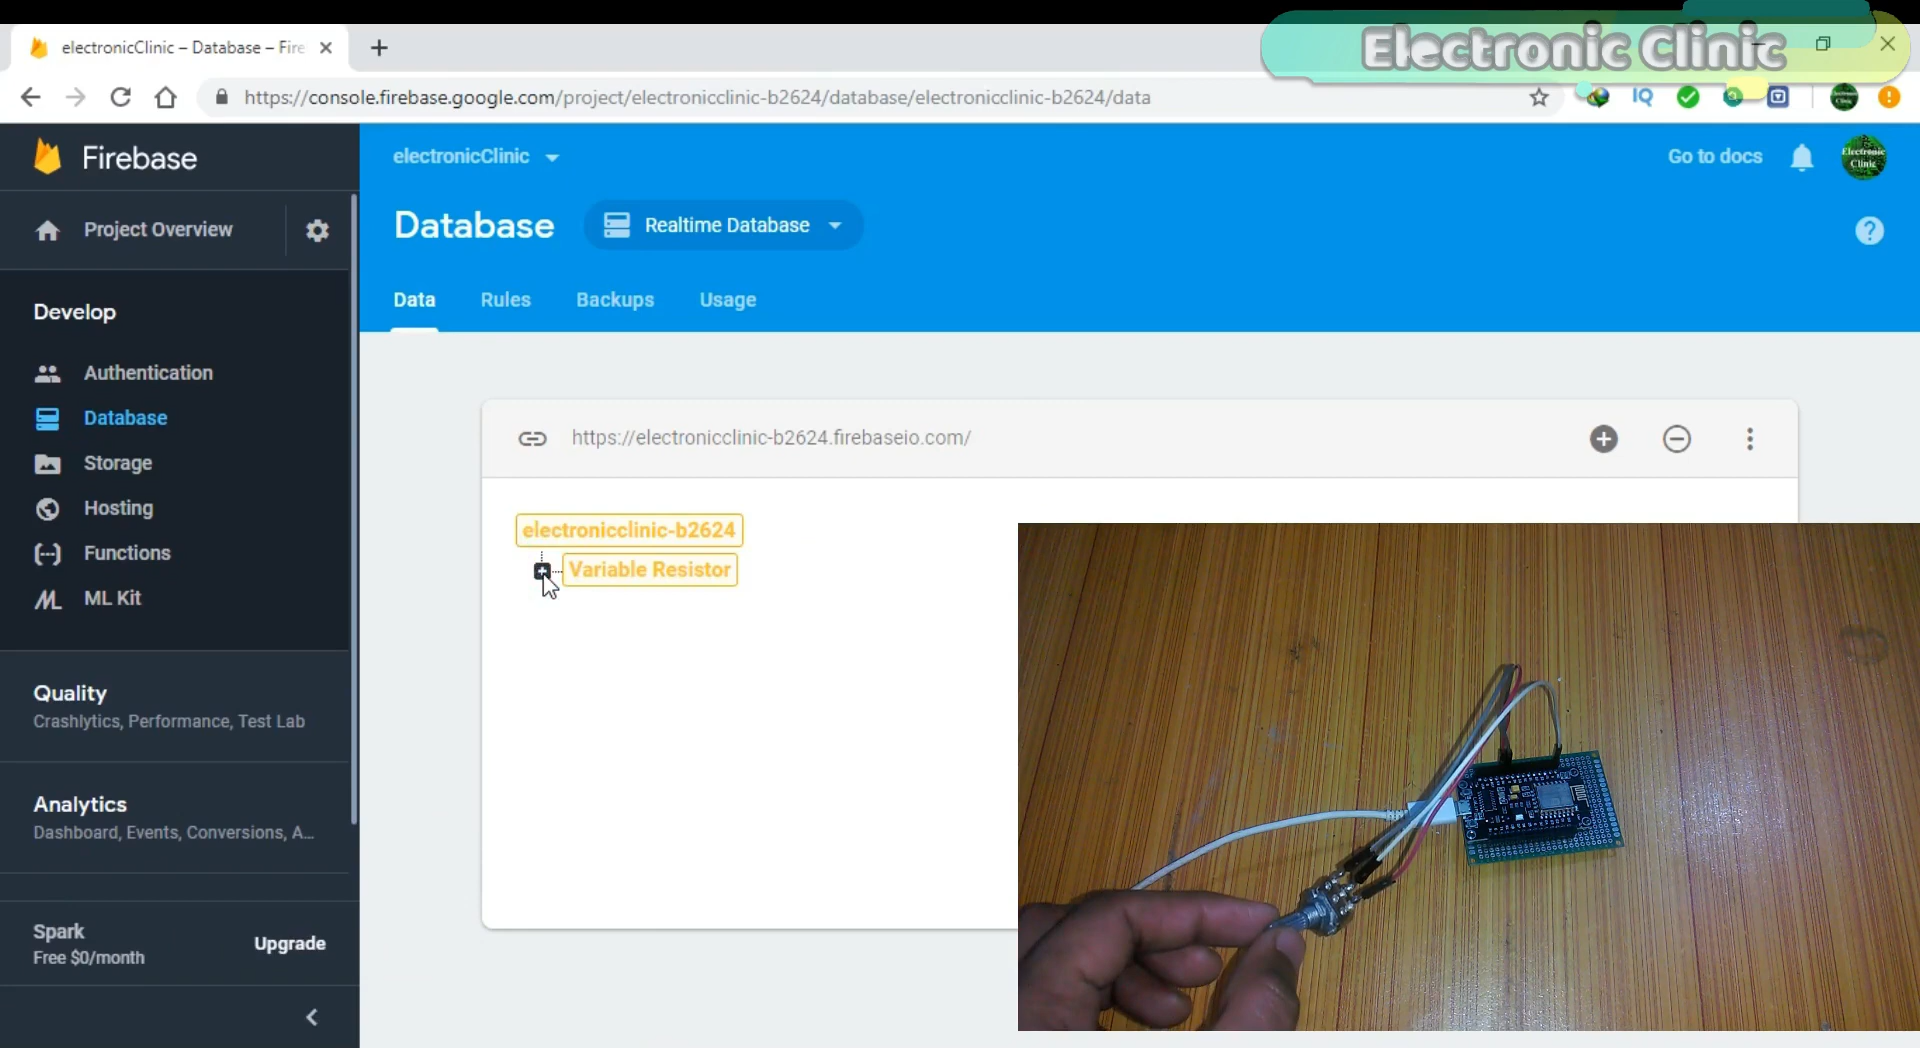 electronicClinic – Database – Fire
Electronic Clinic
https://console.firebase.google.com/project/electronicclinic-b2624/database/electronicclinic-b2624/data
IQ
Firebase
electronicClinic
Go to docs
Electronic
Clinic
Project Overview
Database
Realtime Database
Data
Rules
Backups
Usage
Develop
Authentication
Database
Storage
Hosting
Functions
ML Kit
https://electronicclinic-b2624.firebaseio.com/
electronicclinic-b2624
Variable Resistor
Quality
Crashlytics, Performance, Test Lab
Analytics
Dashboard, Events, Conversions, A...
Spark
Free $0/month
Upgrade